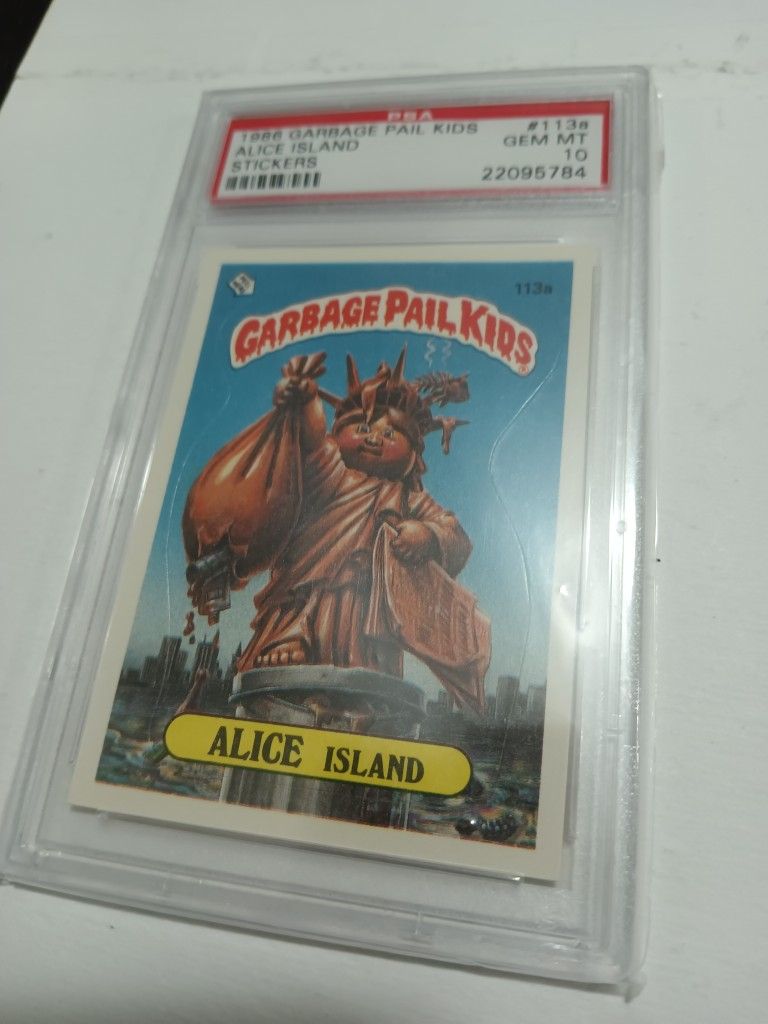 PSA
1986 GARBAGE PAIL KIDS #113a
ALICE ISLAND GEM MT
STICKERS 10
22095784
113a
GARBAGE PAIL KIDS
ALICE ISLAND